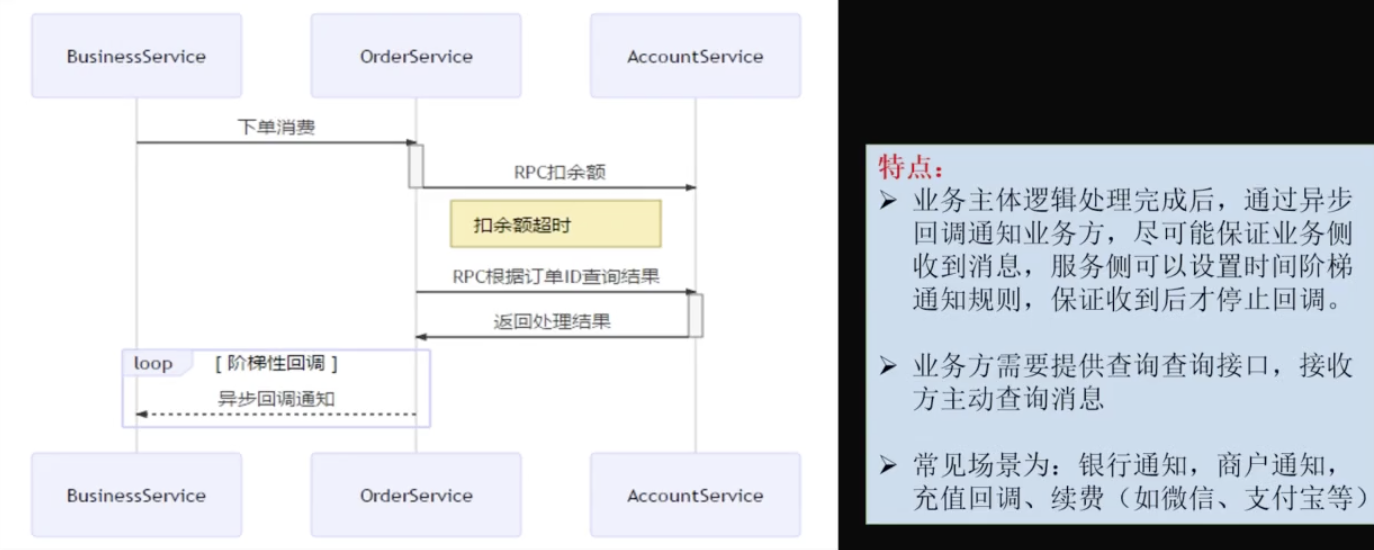 BusinessService
OrderService
AccountService
下单消费
RPC扣余额
扣余额超时
RPC根据订单ID查询结果
返回处理结果
loop
[ 阶梯性回调 ]
异步回调通知
BusinessService
OrderService
AccountService
特点：
➢ 业务主体逻辑处理完成后，通过异步
回调通知业务方，尽可能保证业务侧
收到消息，服务侧可以设置时间阶梯
通知规则，保证收到后才停止回调。
➢ 业务方需要提供查询查询接口，接收
方主动查询消息
➢ 常见场景为：银行通知，商户通知，
充值回调、续费（如微信、支付宝等）